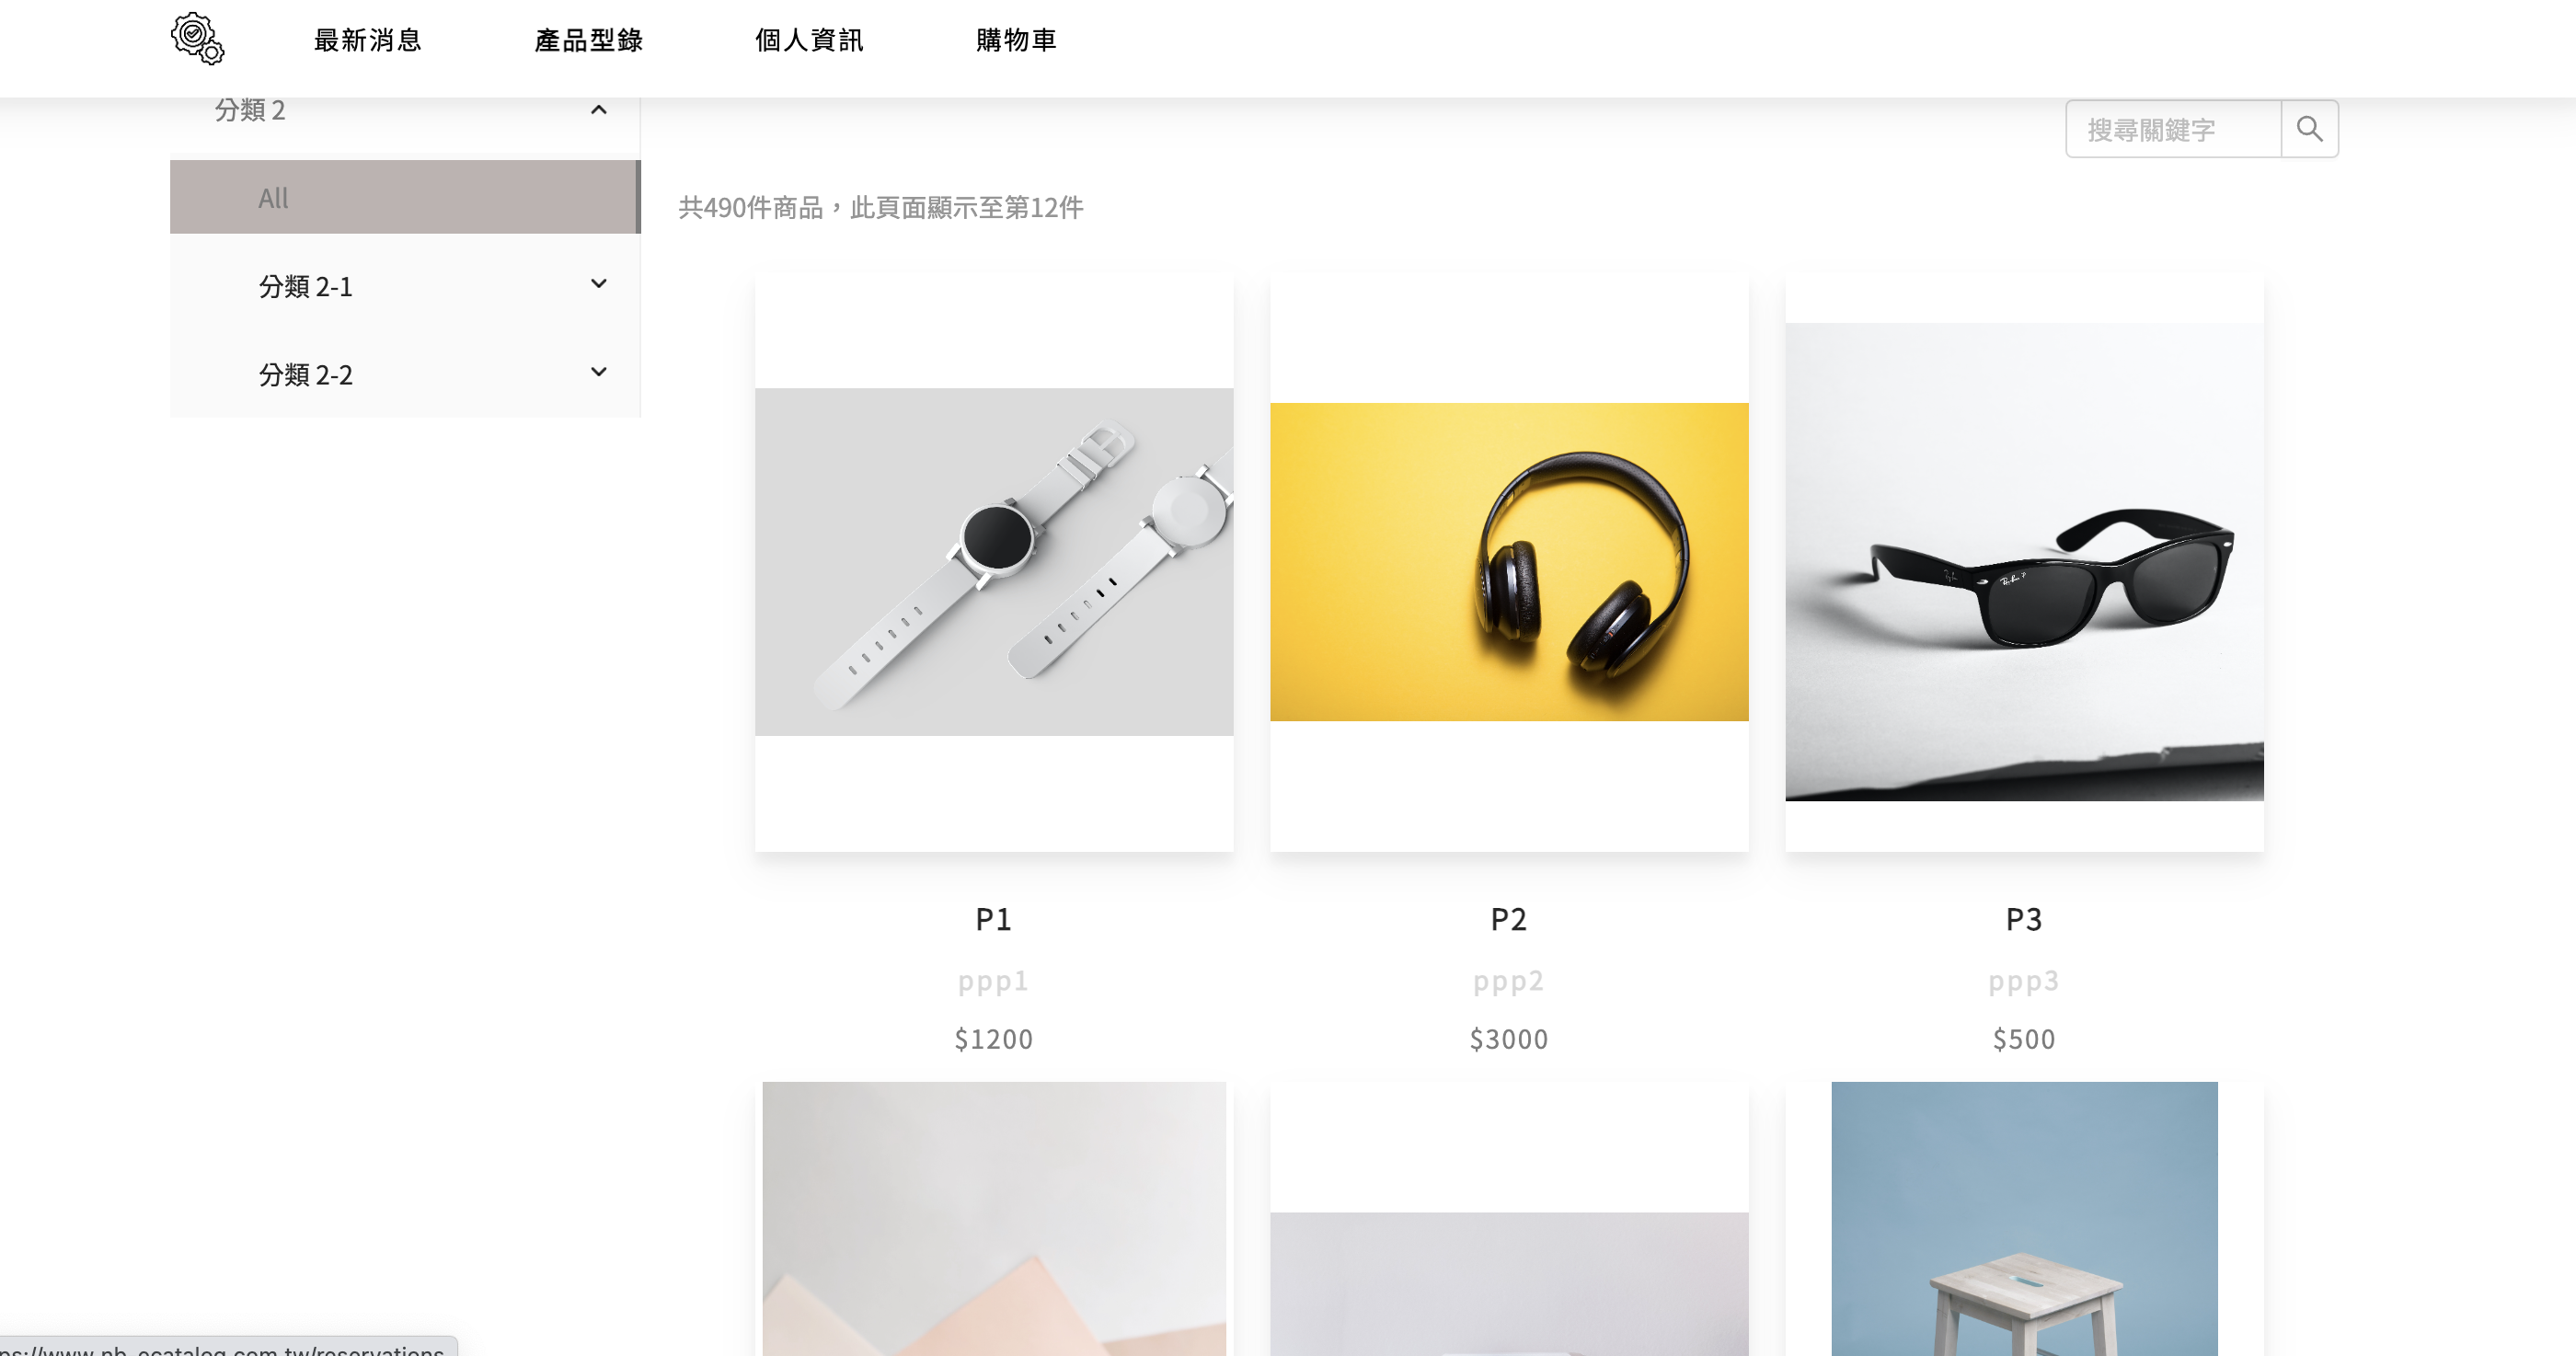 最新消息
產品型錄
個人資訊
購物車
分類 2
All
分類 2-1
分類 2-2
搜尋關鍵字
共490件商品，此頁面顯示至第12件
Ray-Ban P
P1
P2
P3
ppp1
ppp2
ppp3
$1200
$3000
$500
ps://www.nb-ecatalog.com.tw/reservations